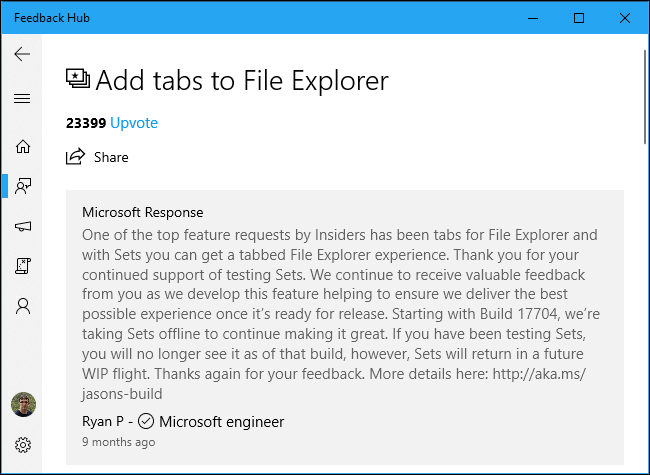 Feedback Hub
Add tabs to File Explorer
23399 Upvote
Share
Microsoft Response
One of the top feature requests by Insiders has been tabs for File Explorer and
with Sets you can get a tabbed File Explorer experience. Thank you for your
continued support of testing Sets. We continue to receive valuable feedback
from you as we develop this feature helping to ensure we deliver the best
possible experience once it's ready for release. Starting with Build 17704, we're
taking Sets offline to continue making it great. If you have been testing Sets,
you will no longer see it as of that build, however, Sets will return in a future
WIP flight. Thanks again for your feedback. More details here: http://aka.ms/
jasons-build
Ryan P - Microsoft engineer
9 months ago